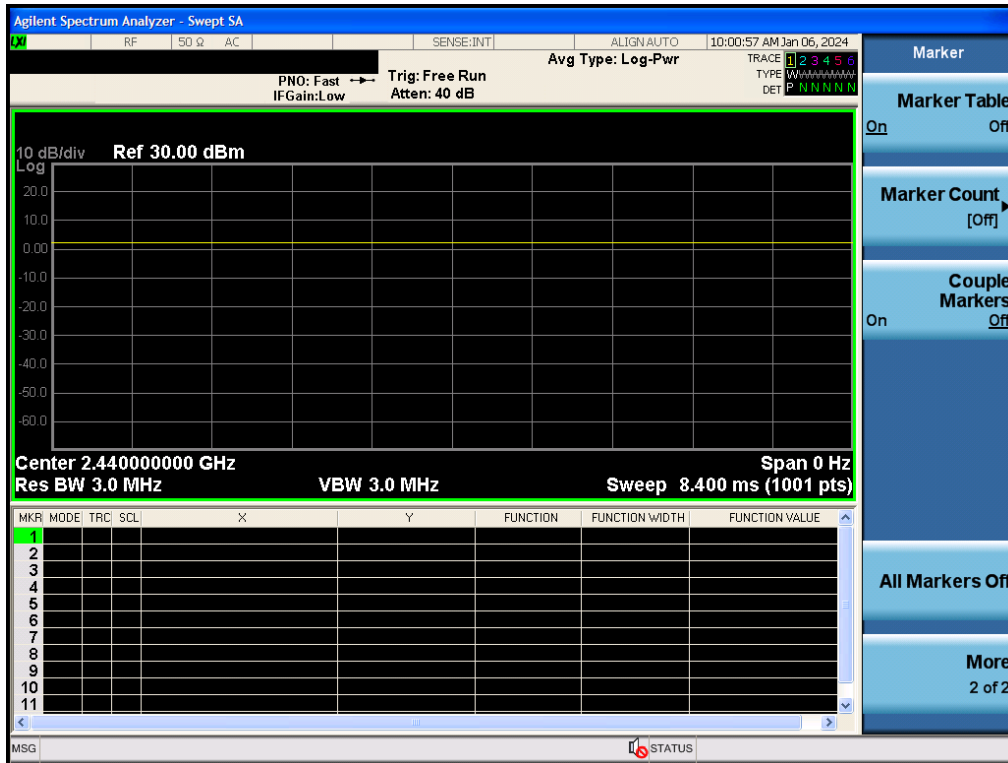 Agilent Spectrum Analyzer - Swept SA
LXI RF 50 Ω AC SENSE:INT ALIGN AUTO 10:00:57 AM Jan 06, 2024
PNO: Fast Trig: Free Run Avg Type: Log-Pwr TRACE 1 2 3 4 5 6
IFGain:Low Atten: 40 dB TYPE WWWWWW
DET P N N N N N
10 dB/div Ref 30.00 dBm
Log
20.0
10.0
0.00
-10.0
-20.0
-30.0
-40.0
-50.0
-60.0
Center 2.440000000 GHz Span 0 Hz
Res BW 3.0 MHz VBW 3.0 MHz Sweep 8.400 ms (1001 pts)
MKR MODE TRC SCL X Y FUNCTION FUNCTION WIDTH FUNCTION VALUE
1
2
3
4
5
6
7
8
9
10
11
MSG STATUS
Marker
Marker Table
On Off
Marker Count
[Off]
Couple
Markers
On Off
All Markers Off
More
2 of 2